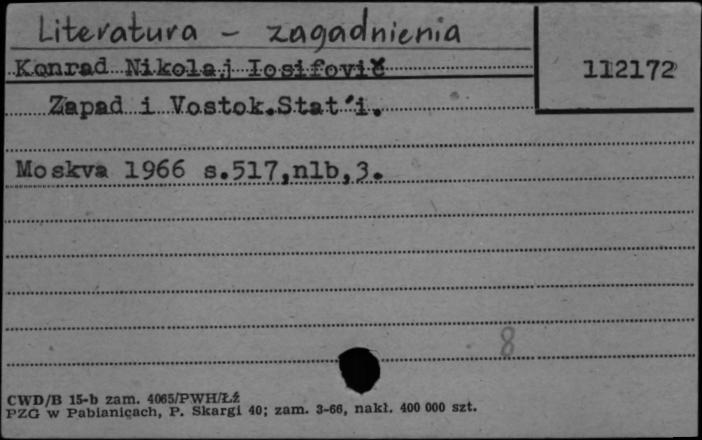 Literatura – zagadnienia
Konrad Nikolaj Iosifovič
112172
Zapad i Vostok.Stat'i.
Moskva 1966 s.517,nlb,3.
8
CWD/B 15-b zam. 4065/PWH/Łź
PZG w Pabianicach, P. Skargi 40; zam. 3-66, nakł. 400 000 szt.